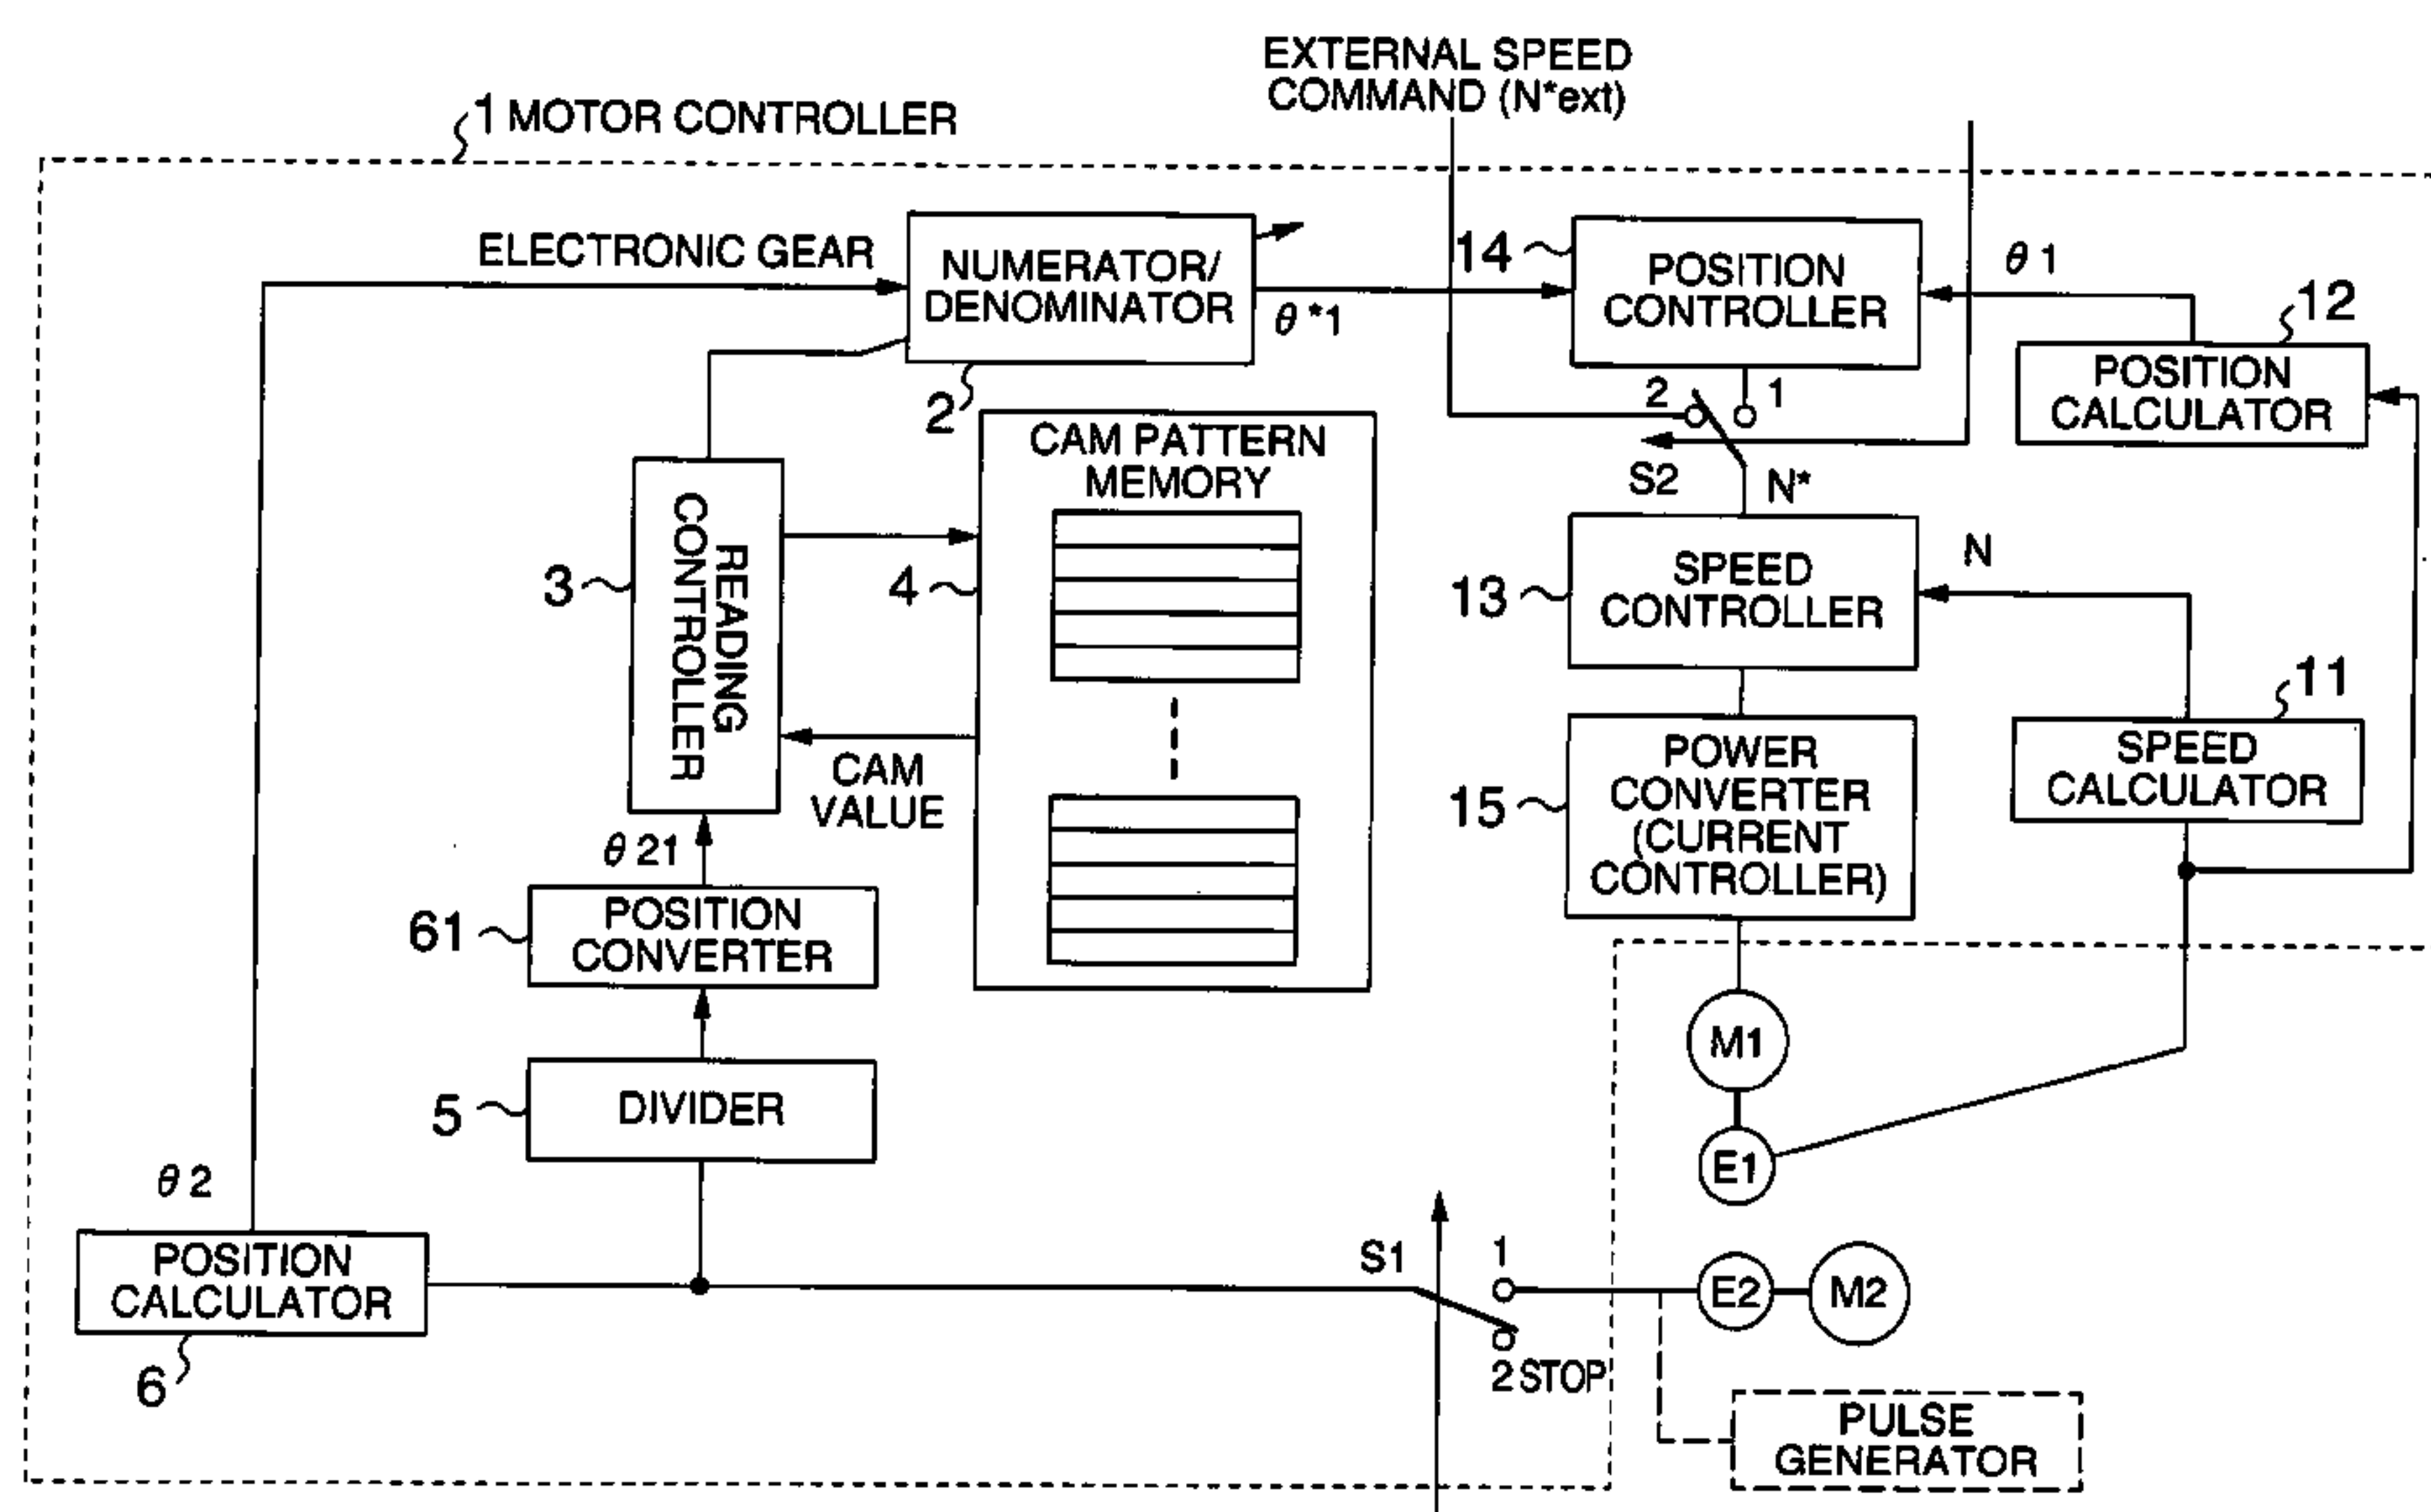 EXTERNAL SPEED
COMMAND (N*ext)
1 MOTOR CONTROLLER
ELECTRONIC GEAR
NUMERATOR/
DENOMINATOR
2
θ*1
14
POSITION
CONTROLLER
θ1
12
POSITION
CALCULATOR
2
1
S2
N*
CAM PATTERN
MEMORY
4
3
READING
CONTROLLER
CAM
VALUE
13
SPEED
CONTROLLER
N
11
SPEED
CALCULATOR
15
POWER
CONVERTER
(CURRENT
CONTROLLER)
θ21
61
POSITION
CONVERTER
5
DIVIDER
M1
E1
θ2
POSITION
CALCULATOR
6
S1
1
2 STOP
E2
M2
PULSE
GENERATOR